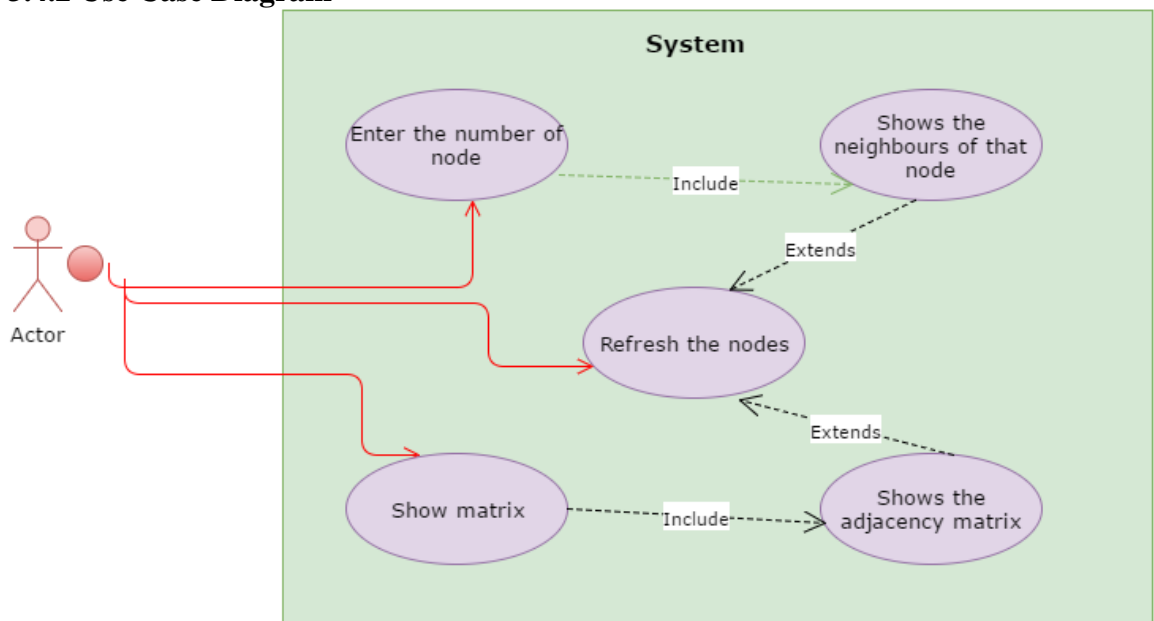 System
Enter the number of
node
Shows the
neighbours of that
node
Include
Extends
Actor
Refresh the nodes
Extends
Show matrix
Include
Shows the
adjacency matrix